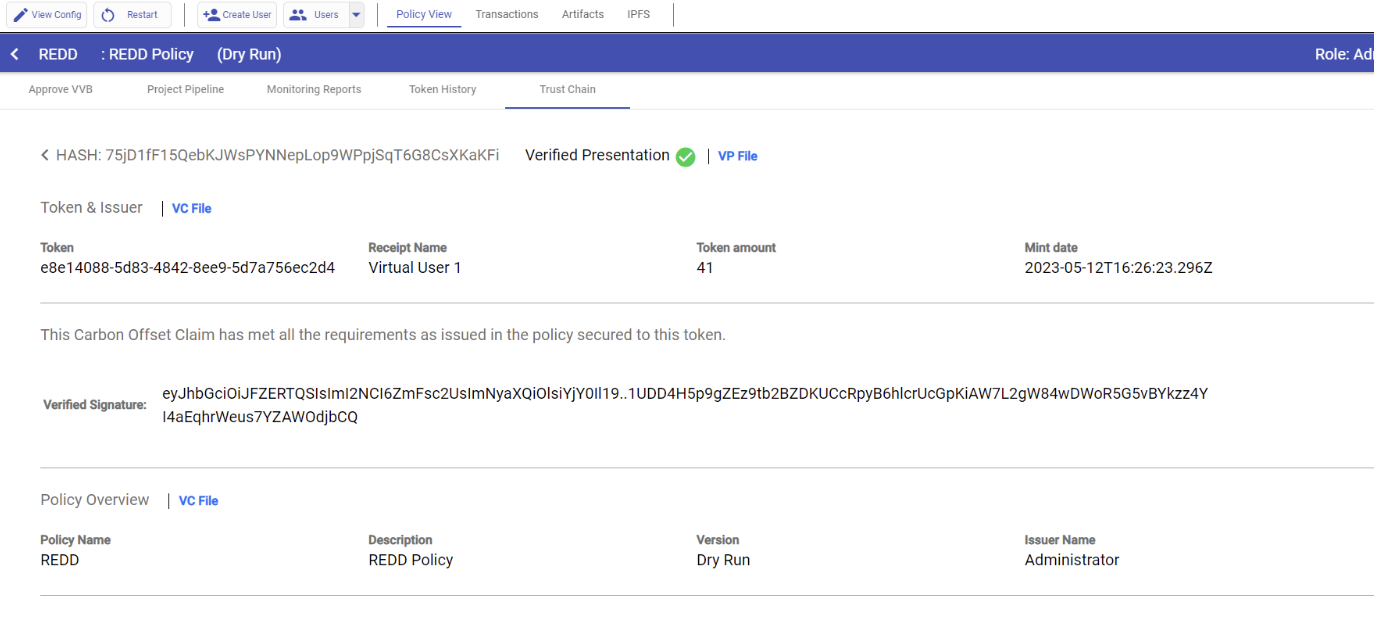 View Config Restart Create User Users Policy View Transactions Artifacts IPFS
REDD : REDD Policy (Dry Run) Role:
Approve VVB Project Pipeline Monitoring Reports Token History Trust Chain
HASH: 75jD1fF15QebKJWsPYNNepLop9WPpjSqT6G8CsXKaKFi Verified Presentation VP File
Token & Issuer VC File
Token Receipt Name Token amount Mint date
e8e14088-5d83-4842-8ee9-5d7a756ec2d4 Virtual User 1 41 2023-05-12T16:26:23.296Z
This Carbon Offset Claim has met all the requirements as issued in the policy secured to this token.
Verified Signature:
eyJhbGciOiJFZERTQSIsImI2NCI6ZmFsc2UsImNyaXQiOlsiYjY0Il19..1UDD4H5p9gZEz9tb2BZDKUCcRpyB6hlcrUcGpKiAW7L2gW84wDWoR5G5vBYkzz4Y
I4aEqhrWeus7YZAWOdjbCQ
Policy Overview VC File
Policy Name Description Version Issuer Name
REDD REDD Policy Dry Run Administrator